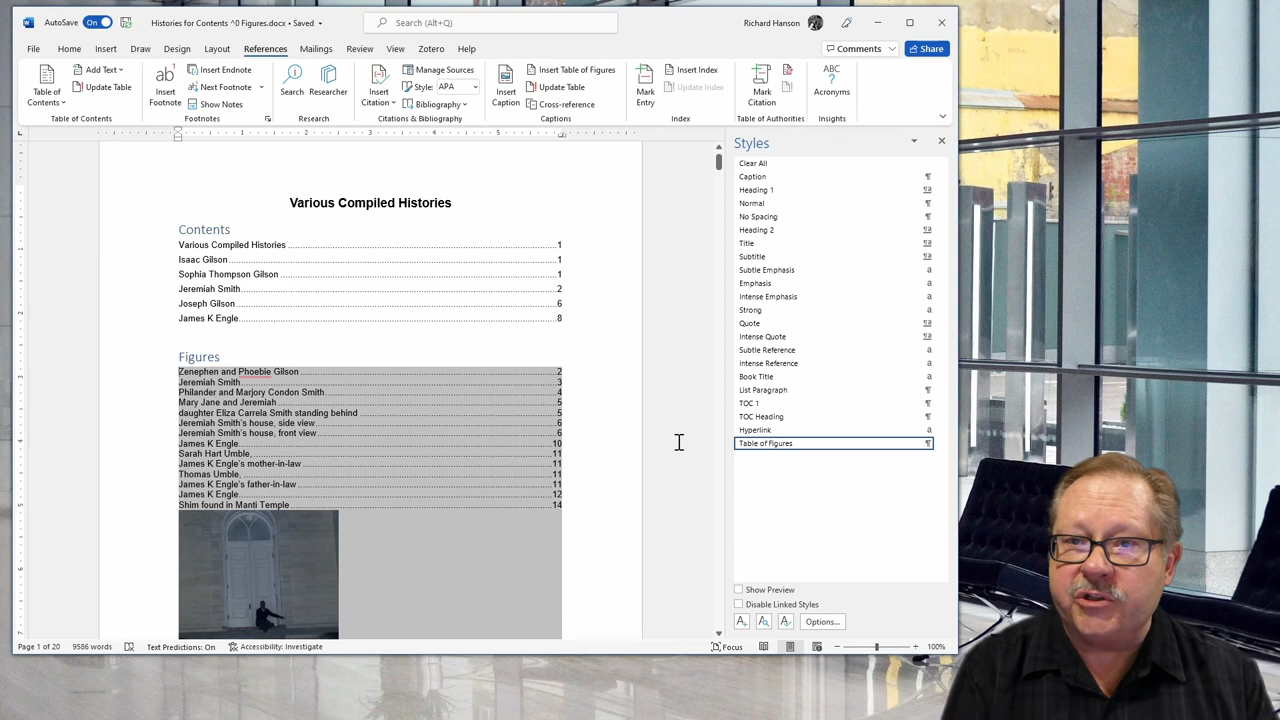 AutoSave On Histories for Contents ^0 Figures.docx • Saved Search (Alt+Q) Richard Hanson
File Home Insert Draw Design Layout References Mailings Review View Zotero Help Comments Share
Table of Contents
Add Text
Update Table
Table of Contents
ab1
Insert Footnote
Insert Endnote
Next Footnote
Show Notes
Footnotes
Search
Researcher
Research
Insert Citation
Manage Sources
Style: APA
Bibliography
Citations & Bibliography
Insert Caption
Insert Table of Figures
Update Table
Cross-reference
Captions
Mark Entry
Insert Index
Update Index
Index
Mark Citation
Table of Authorities
ABC
Acronyms
Insights
Various Compiled Histories
Contents
Various Compiled Histories 1
Isaac Gilson 1
Sophia Thompson Gilson 1
Jeremiah Smith 2
Joseph Gilson 6
James K Engle 8
Figures
Zenephen and Phoebie Gilson 2
Jeremiah Smith 3
Philander and Marjory Condon Smith 4
Mary Jane and Jeremiah 5
daughter Eliza Carrela Smith standing behind 5
Jeremiah Smith's house, side view 6
Jeremiah Smith's house, front view 6
James K Engle 10
Sarah Hart Umble, 11
James K Engle's mother-in-law 11
Thomas Umble, 11
James K Engle's father-in-law 11
James K Engle 12
Shim found in Manti Temple 14
Styles
Clear All
Caption
Heading 1
Normal
No Spacing
Heading 2
Title
Subtitle
Subtle Emphasis
Emphasis
Intense Emphasis
Strong
Quote
Intense Quote
Subtle Reference
Intense Reference
Book Title
List Paragraph
TOC 1
TOC Heading
Hyperlink
Table of Figures
Show Preview
Disable Linked Styles
Options...
Page 1 of 20 9586 words Text Predictions: On Accessibility: Investigate Focus 100%